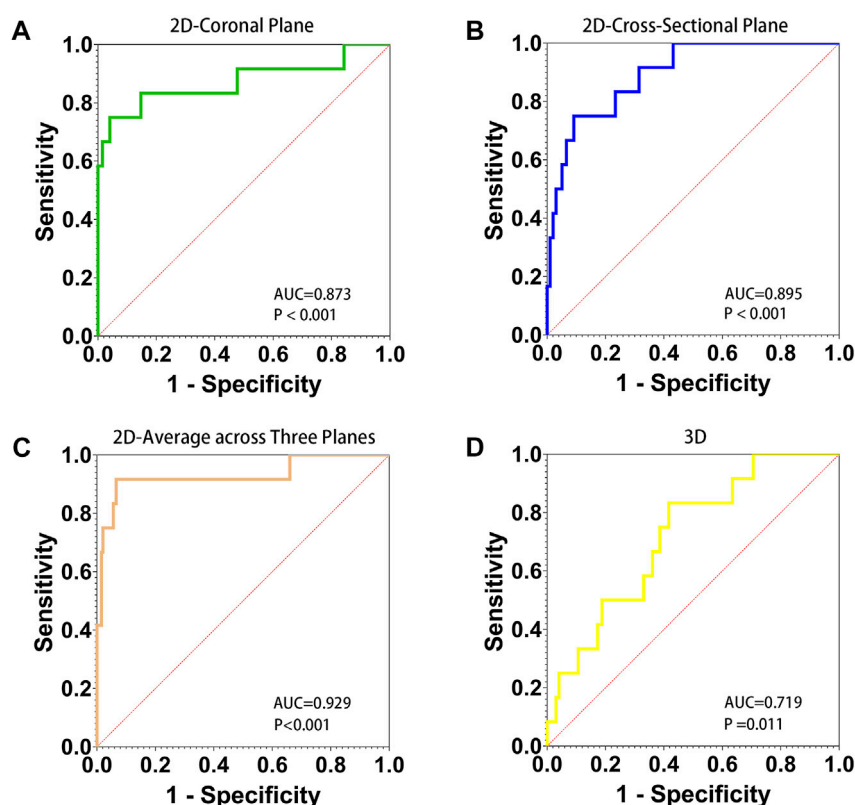 A
2D-Coronal Plane
1.0
0.8
0.6
0.4
0.2
0.0
Sensitivity
AUC=0.873
P < 0.001
0.0 0.2 0.4 0.6 0.8 1.0
1 - Specificity
B
2D-Cross-Sectional Plane
1.0
0.8
0.6
0.4
0.2
0.0
Sensitivity
AUC=0.895
P < 0.001
0.0 0.2 0.4 0.6 0.8 1.0
1 - Specificity
C
2D-Average across Three Planes
1.0
0.8
0.6
0.4
0.2
0.0
Sensitivity
AUC=0.929
P<0.001
0.0 0.2 0.4 0.6 0.8 1.0
1 - Specificity
D
3D
1.0
0.8
0.6
0.4
0.2
0.0
Sensitivity
AUC=0.719
P =0.011
0.0 0.2 0.4 0.6 0.8 1.0
1 - Specificity